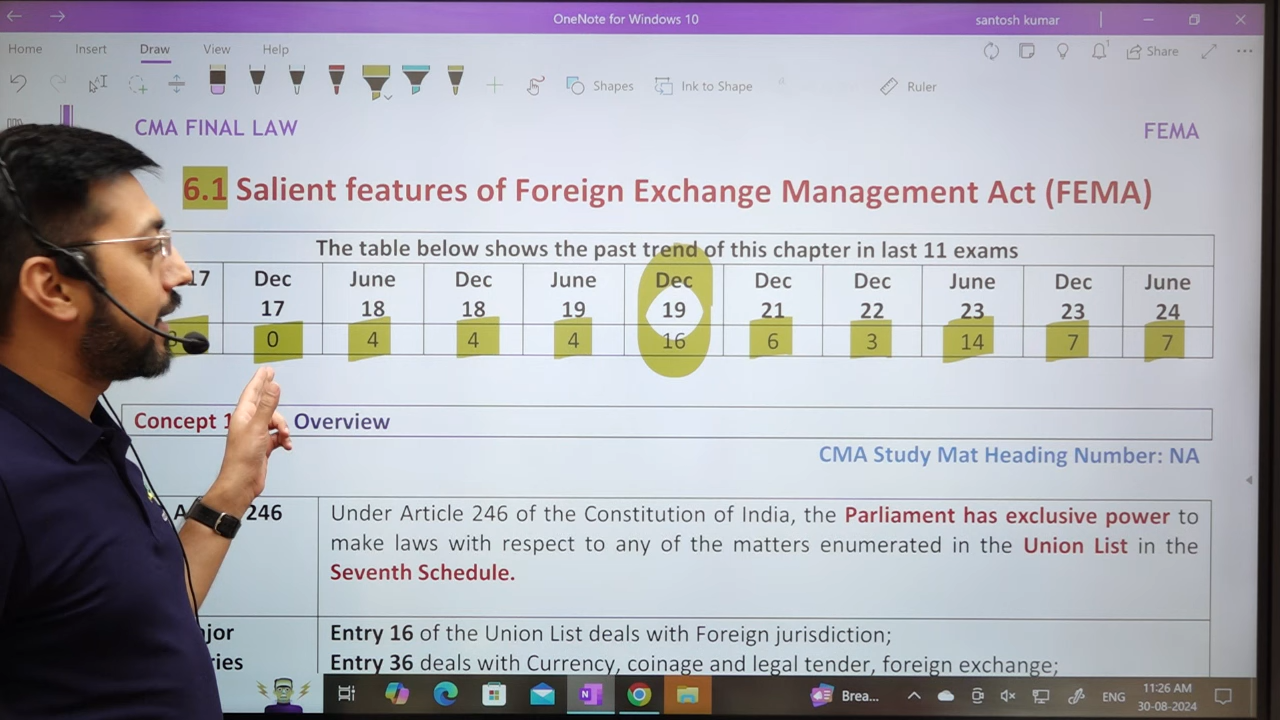 OneNote for Windows 10
santosh kumar
Home Insert Draw View Help
Share
Shapes Ink to Shape Ruler
CMA FINAL LAW FEMA
6.1 Salient features of Foreign Exchange Management Act (FEMA)
The table below shows the past trend of this chapter in last 11 exams
17 Dec 17 June 18 Dec 18 June 19 Dec 19 Dec 21 Dec 22 June 23 Dec 23 June 24
0 4 4 4 16 6 3 14 7 7
Concept 1 Overview
CMA Study Mat Heading Number: NA
246
Under Article 246 of the Constitution of India, the Parliament has exclusive power to
make laws with respect to any of the matters enumerated in the Union List in the
Seventh Schedule.
Entry 16 of the Union List deals with Foreign jurisdiction;
Entry 36 deals with Currency, coinage and legal tender, foreign exchange;
Brea...
ENG
11:26 AM
30-08-2024